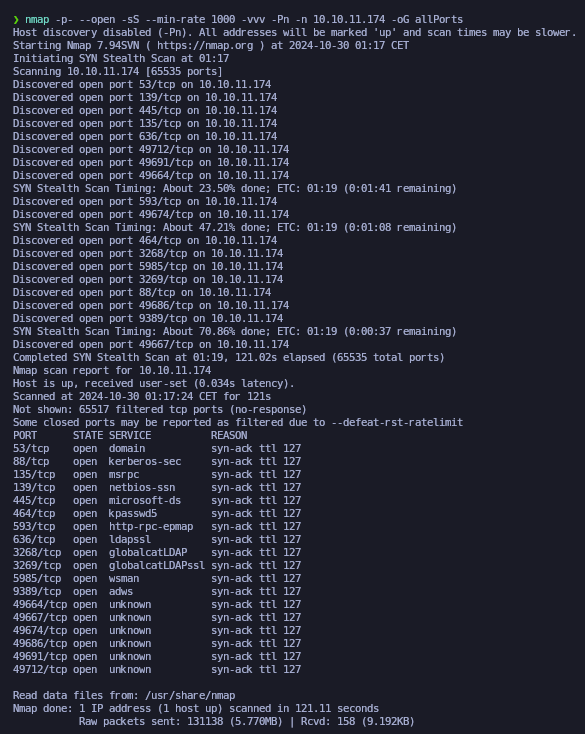 ❯ nmap -p- --open -sS --min-rate 1000 -vvv -Pn -n 10.10.11.174 -oG allPorts
Host discovery disabled (-Pn). All addresses will be marked 'up' and scan times may be slower.
Starting Nmap 7.94SVN ( https://nmap.org ) at 2024-10-30 01:17 CET
Initiating SYN Stealth Scan at 01:17
Scanning 10.10.11.174 [65535 ports]
Discovered open port 53/tcp on 10.10.11.174
Discovered open port 139/tcp on 10.10.11.174
Discovered open port 445/tcp on 10.10.11.174
Discovered open port 135/tcp on 10.10.11.174
Discovered open port 636/tcp on 10.10.11.174
Discovered open port 49712/tcp on 10.10.11.174
Discovered open port 49691/tcp on 10.10.11.174
Discovered open port 49664/tcp on 10.10.11.174
SYN Stealth Scan Timing: About 23.50% done; ETC: 01:19 (0:01:41 remaining)
Discovered open port 593/tcp on 10.10.11.174
Discovered open port 49674/tcp on 10.10.11.174
SYN Stealth Scan Timing: About 47.21% done; ETC: 01:19 (0:01:08 remaining)
Discovered open port 464/tcp on 10.10.11.174
Discovered open port 3268/tcp on 10.10.11.174
Discovered open port 5985/tcp on 10.10.11.174
Discovered open port 3269/tcp on 10.10.11.174
Discovered open port 88/tcp on 10.10.11.174
Discovered open port 49686/tcp on 10.10.11.174
Discovered open port 9389/tcp on 10.10.11.174
SYN Stealth Scan Timing: About 70.86% done; ETC: 01:19 (0:00:37 remaining)
Discovered open port 49667/tcp on 10.10.11.174
Completed SYN Stealth Scan at 01:19, 121.02s elapsed (65535 total ports)
Nmap scan report for 10.10.11.174
Host is up, received user-set (0.034s latency).
Scanned at 2024-10-30 01:17:24 CET for 121s
Not shown: 65517 filtered tcp ports (no-response)
Some closed ports may be reported as filtered due to --defeat-rst-ratelimit
PORT      STATE SERVICE          REASON
53/tcp    open  domain           syn-ack ttl 127
88/tcp    open  kerberos-sec     syn-ack ttl 127
135/tcp   open  msrpc            syn-ack ttl 127
139/tcp   open  netbios-ssn      syn-ack ttl 127
445/tcp   open  microsoft-ds     syn-ack ttl 127
464/tcp   open  kpasswd5         syn-ack ttl 127
593/tcp   open  http-rpc-epmap   syn-ack ttl 127
636/tcp   open  ldapssl          syn-ack ttl 127
3268/tcp  open  globalcatLDAP    syn-ack ttl 127
3269/tcp  open  globalcatLDAPssl syn-ack ttl 127
5985/tcp  open  wsman            syn-ack ttl 127
9389/tcp  open  adws             syn-ack ttl 127
49664/tcp open  unknown          syn-ack ttl 127
49667/tcp open  unknown          syn-ack ttl 127
49674/tcp open  unknown          syn-ack ttl 127
49686/tcp open  unknown          syn-ack ttl 127
49691/tcp open  unknown          syn-ack ttl 127
49712/tcp open  unknown          syn-ack ttl 127
Read data files from: /usr/share/nmap
Nmap done: 1 IP address (1 host up) scanned in 121.11 seconds
Raw packets sent: 131138 (5.770MB) | Rcvd: 158 (9.192KB)